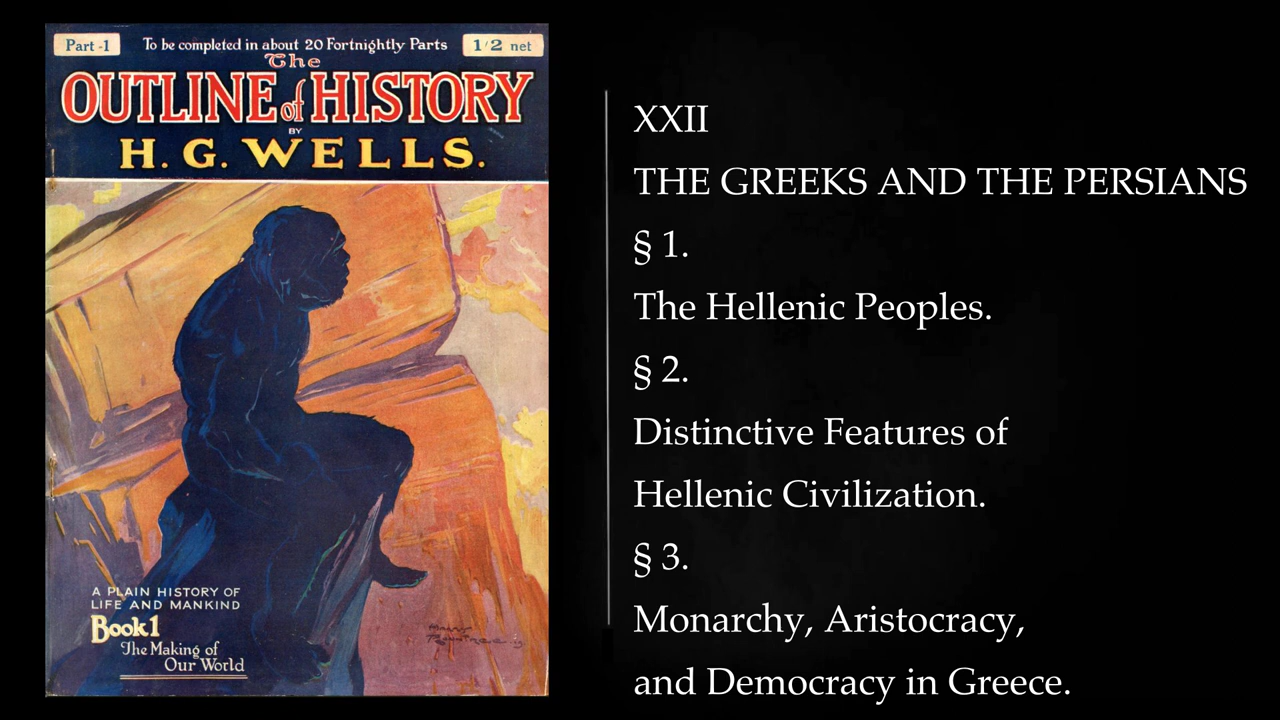 Part -1
To be completed in about 20 Fortnightly Parts
1/2 net
The
OUTLINE of HISTORY
BY
H. G. WELLS.
A PLAIN HISTORY OF
LIFE AND MANKIND
Book 1
The Making of
Our World
XXII
THE GREEKS AND THE PERSIANS
§ 1.
The Hellenic Peoples.
§ 2.
Distinctive Features of
Hellenic Civilization.
§ 3.
Monarchy, Aristocracy,
and Democracy in Greece.